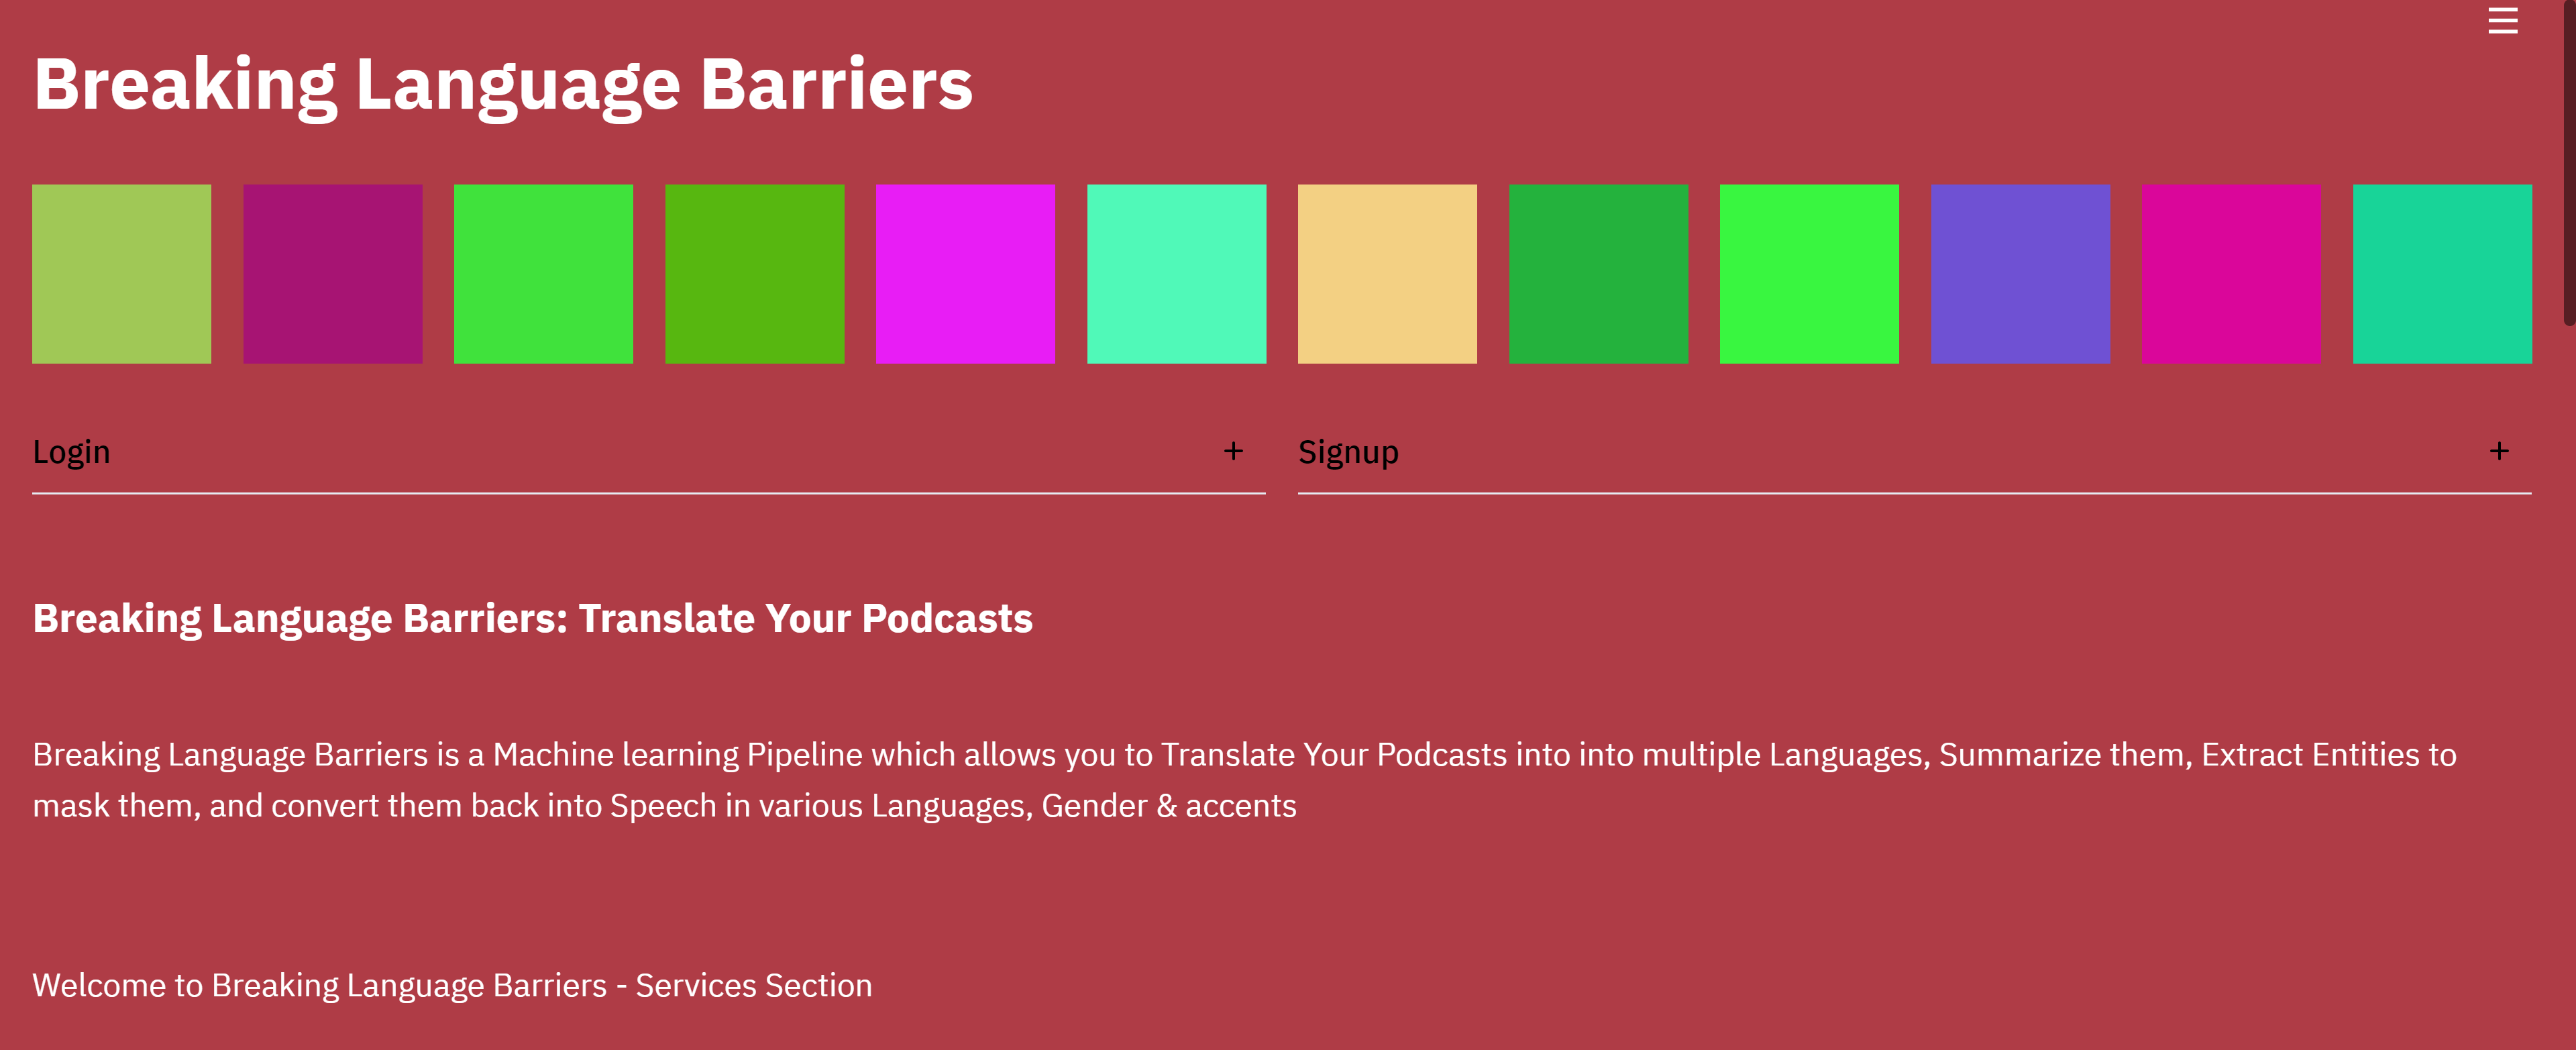 Breaking Language Barriers
Login +
Signup +
Breaking Language Barriers: Translate Your Podcasts
Breaking Language Barriers is a Machine learning Pipeline which allows you to Translate Your Podcasts into into multiple Languages, Summarize them, Extract Entities to
mask them, and convert them back into Speech in various Languages, Gender & accents
Welcome to Breaking Language Barriers - Services Section